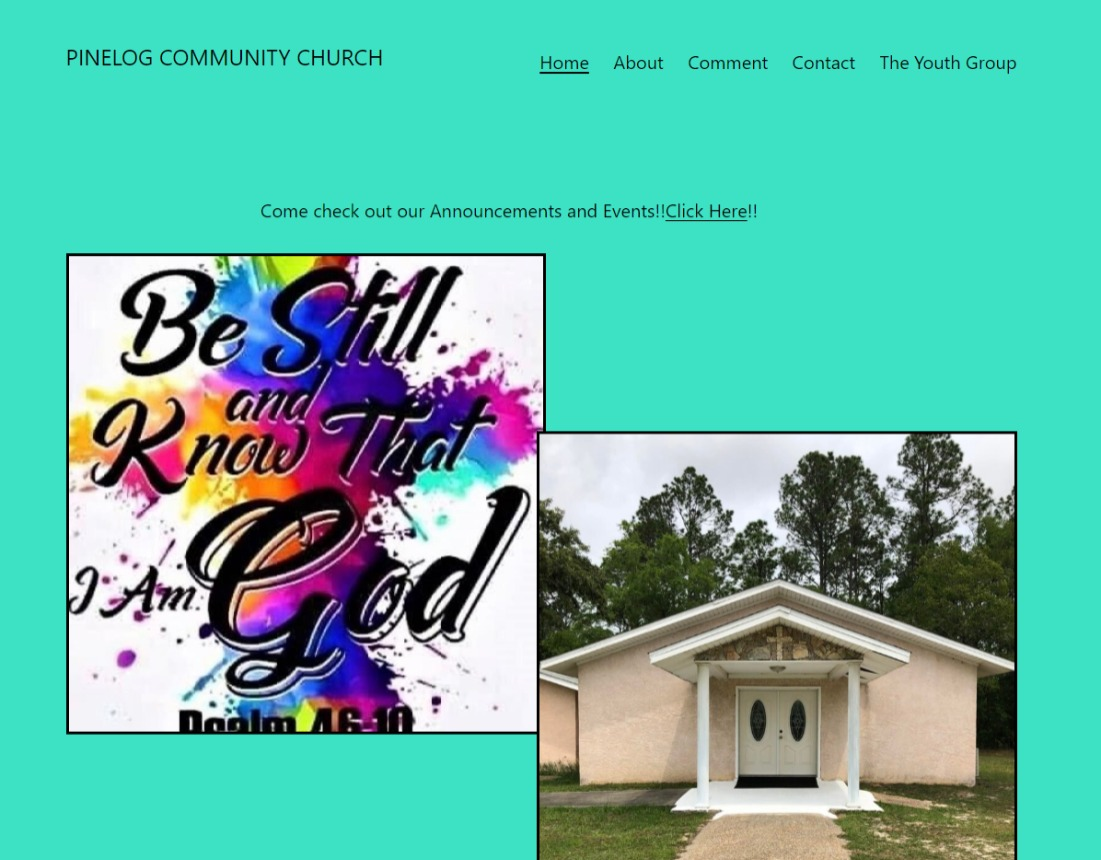 PINELOG COMMUNITY CHURCH
Home About Comment Contact The Youth Group
Come check out our Announcements and Events!!Click Here!!
Be Still
and
Know That
I Am God
Psalm 46:10